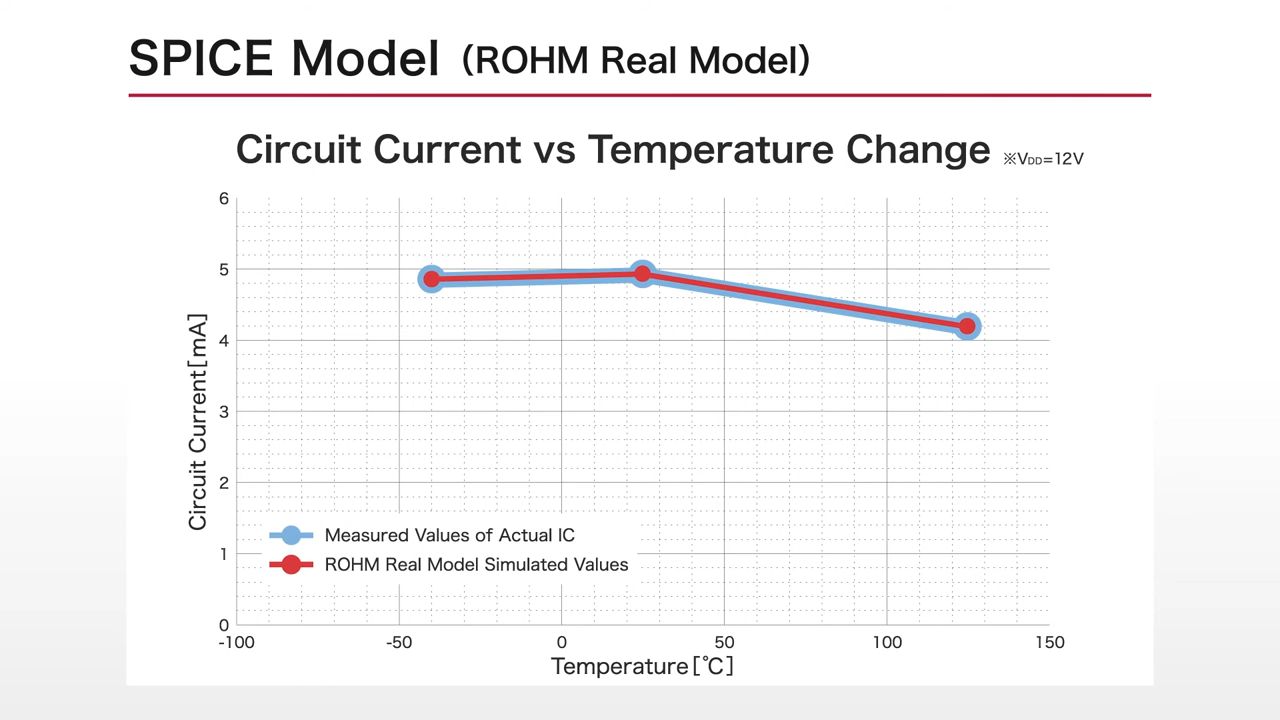 SPICE Model (ROHM Real Model)
Circuit Current vs Temperature Change ※VDD=12V
6
5
4
3
2
1
0
Circuit Current[mA]
Measured Values of Actual IC
ROHM Real Model Simulated Values
-100 -50 0 50 100 150
Temperature[℃]